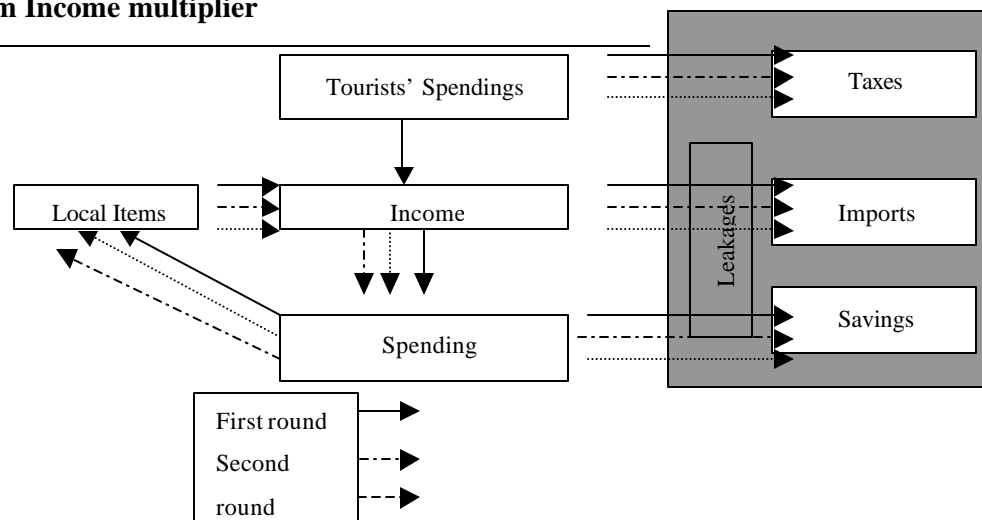 m Income multiplier
Tourists' Spendings
Taxes
Local Items
Income
Leakages
Imports
Spending
Savings
First round
Second
round